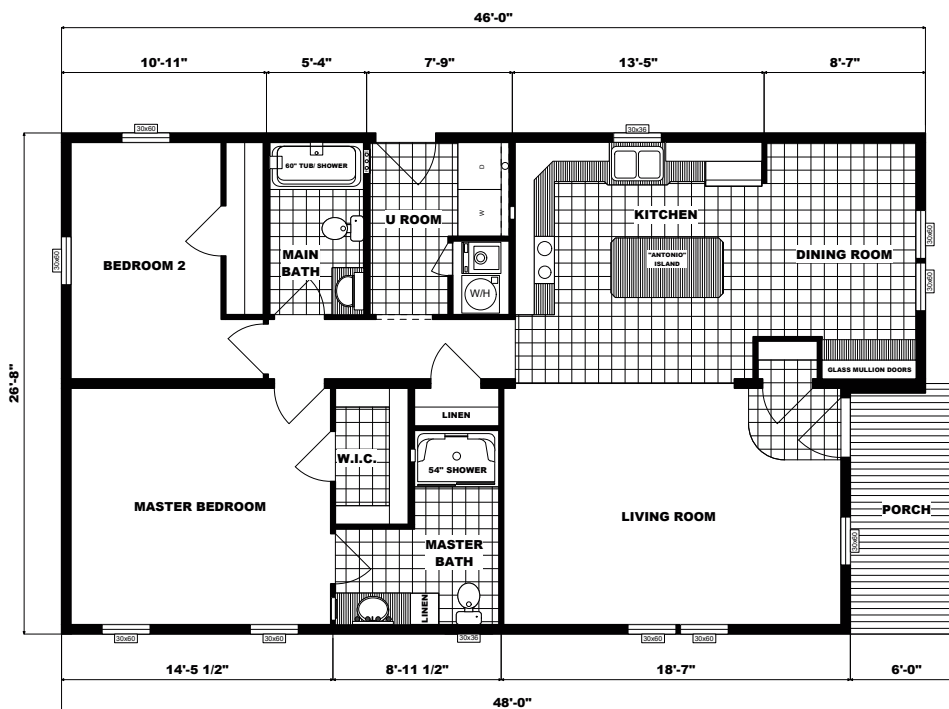 46'-0"
10'-11" 5'-4" 7'-9" 13'-5" 8'-7"
30x60 30x36
60" TUB/ SHOWER D
W
U ROOM KITCHEN
30x60 BEDROOM 2 MAIN
BATH "ANTONIO"
ISLAND DINING ROOM 30x60
30x60
W/H
26'-8"
GLASS MULLION DOORS
LINEN
W.I.C. 54" SHOWER
MASTER BEDROOM LIVING ROOM PORCH
MASTER
BATH 30x60
LINEN
30x60 30x60 30x36 30x60 30x60
14'-5 1/2" 8'-11 1/2" 18'-7" 6'-0"
48'-0"